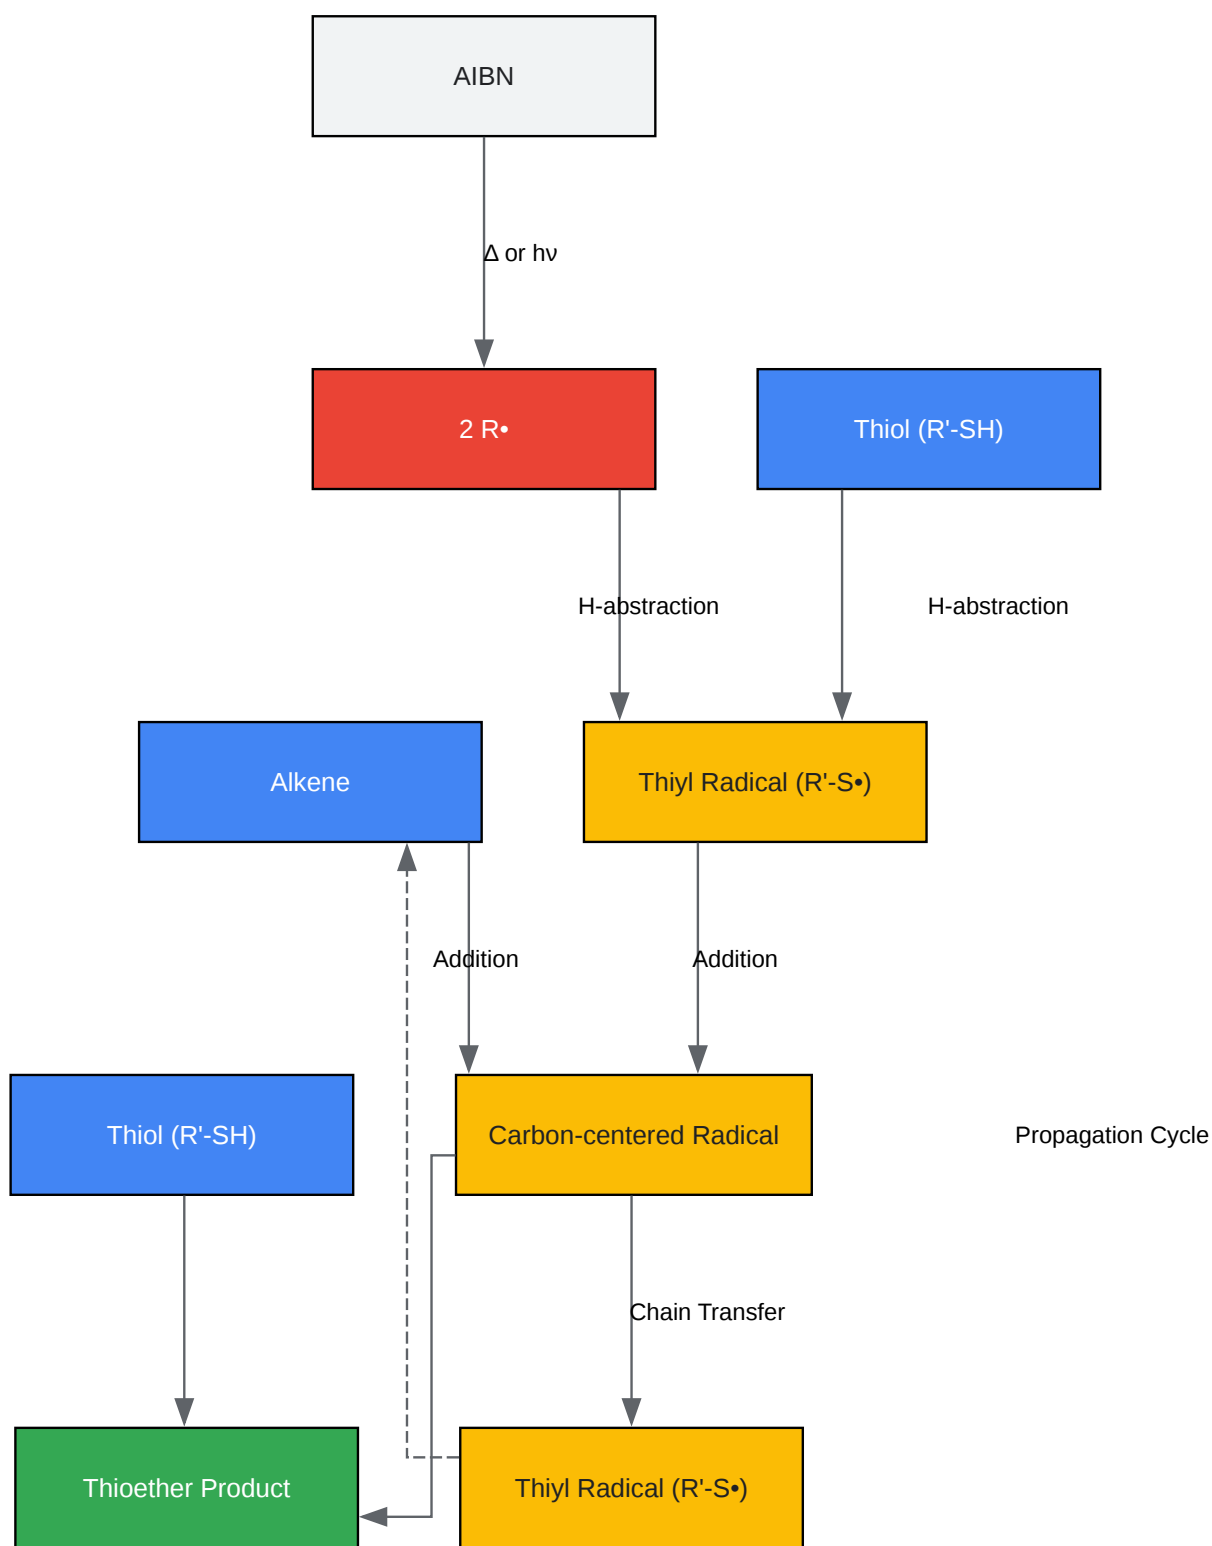 AIBN
Δ or hν
2 R•
Thiol (R'-SH)
H-abstraction
H-abstraction
Alkene
Thiyl Radical (R'-S•)
Addition
Addition
Thiol (R'-SH)
Carbon-centered Radical
Propagation Cycle
Chain Transfer
Thioether Product
Thiyl Radical (R'-S•)